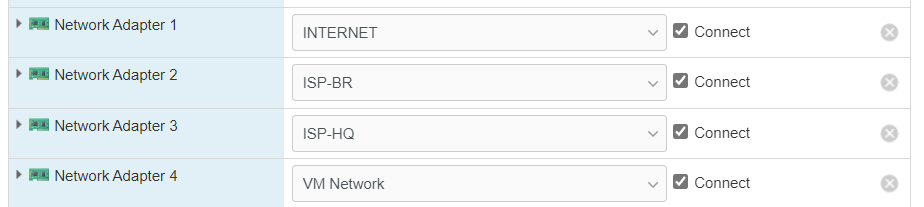 Network Adapter 1 INTERNET Connect
Network Adapter 2 ISP-BR Connect
Network Adapter 3 ISP-HQ Connect
Network Adapter 4 VM Network Connect